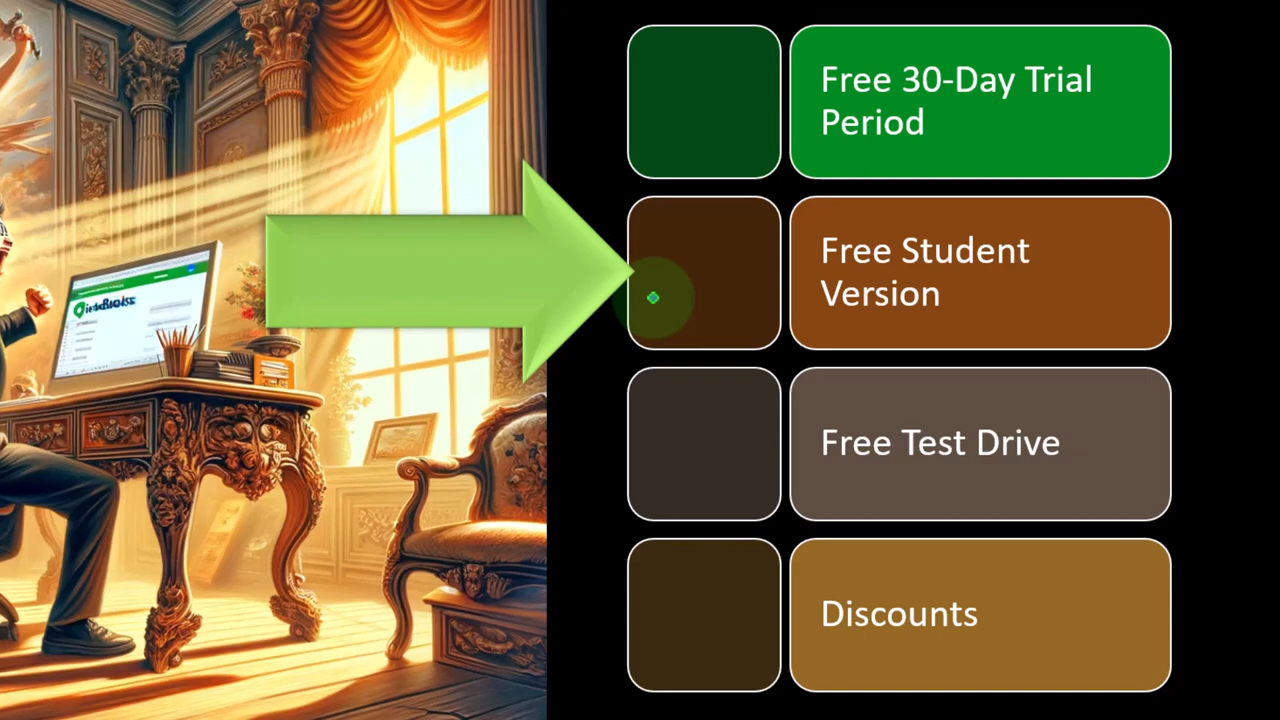 Free 30-Day Trial
Period
Free Student
Version
Free Test Drive
Discounts